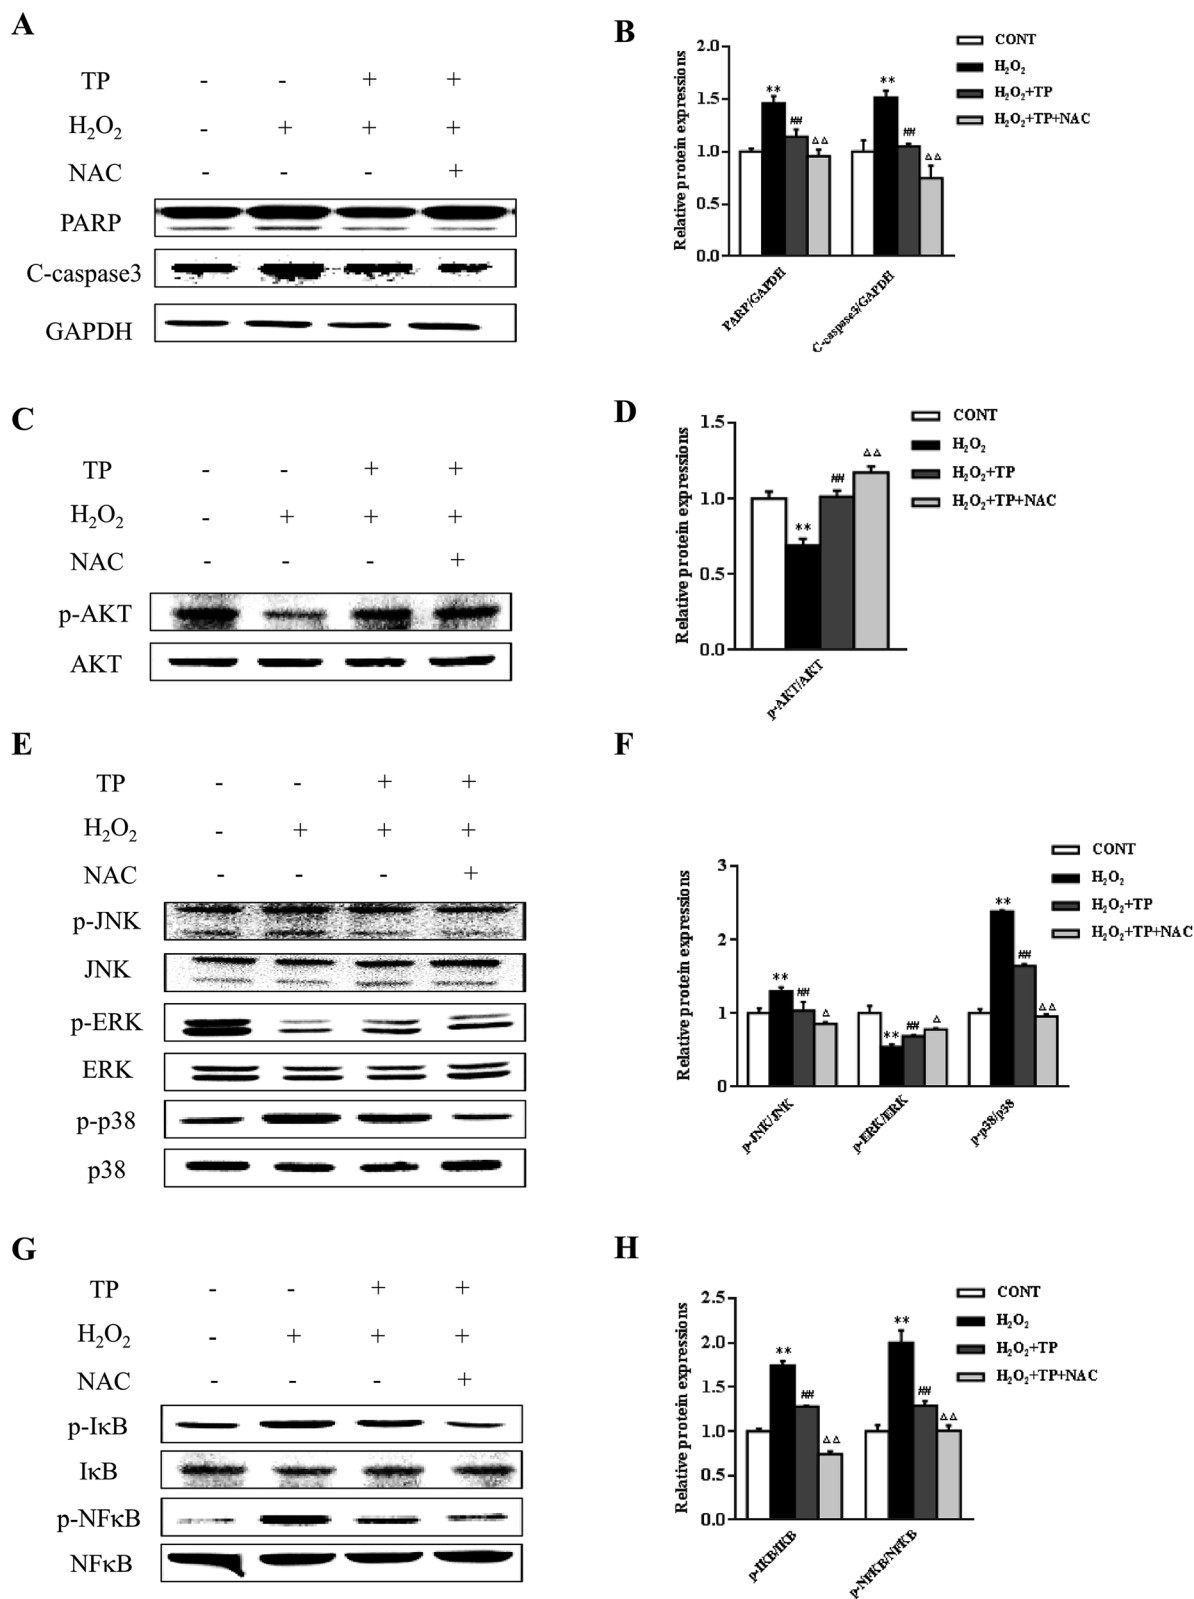 A
TP - - + +
H₂O₂ - + + +
NAC - - - +
PARP
C-caspase3
GAPDH
B
Relative protein expressions
2.0
1.5
1.0
0.5
0.0
** ## △△ ** ## △△
PARP/GAPDH
C-caspase3/GAPDH
CONT
H₂O₂
H₂O₂+TP
H₂O₂+TP+NAC
C
TP - - + +
H₂O₂ - + + +
NAC - - - +
p-AKT
AKT
D
Relative protein expressions
1.5
1.0
0.5
0.0
** ## △△
p-AKT/AKT
CONT
H₂O₂
H₂O₂+TP
H₂O₂+TP+NAC
E
TP - - + +
H₂O₂ - + + +
NAC - - - +
p-JNK
JNK
p-ERK
ERK
p-p38
p38
F
Relative protein expressions
3
2
1
0
** ## △ ** ## △ ** ## △△
p-JNK/JNK
p-ERK/ERK
p-p38/p38
CONT
H₂O₂
H₂O₂+TP
H₂O₂+TP+NAC
G
TP - - + +
H₂O₂ - + + +
NAC - - - +
p-IκB
IκB
p-NFκB
NFκB
H
Relative protein expressions
2.5
2.0
1.5
1.0
0.5
0.0
** ## △△ ** ## △△
p-IKB/IKB
p-NFKB/NFKB
CONT
H₂O₂
H₂O₂+TP
H₂O₂+TP+NAC